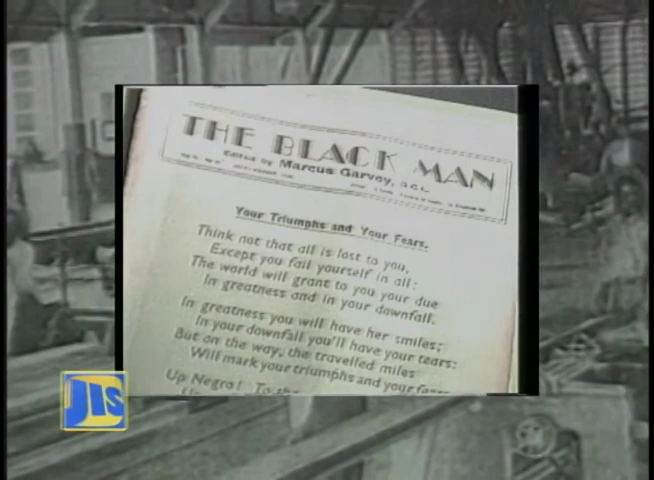 THE BLACK MAN
Edited by Marcus Garvey, D.C.L.
Your Triumphs and Your Fears.
Think not that all is lost to you,
Except you fail yourself in all:
The world will grant to you your due
In greatness and in your downfall.
In greatness you will have her smiles;
In your downfall you'll have your tears:
But on the way, the travelled miles
Will mark your triumphs and your fears
Up Negro! To the
JIS